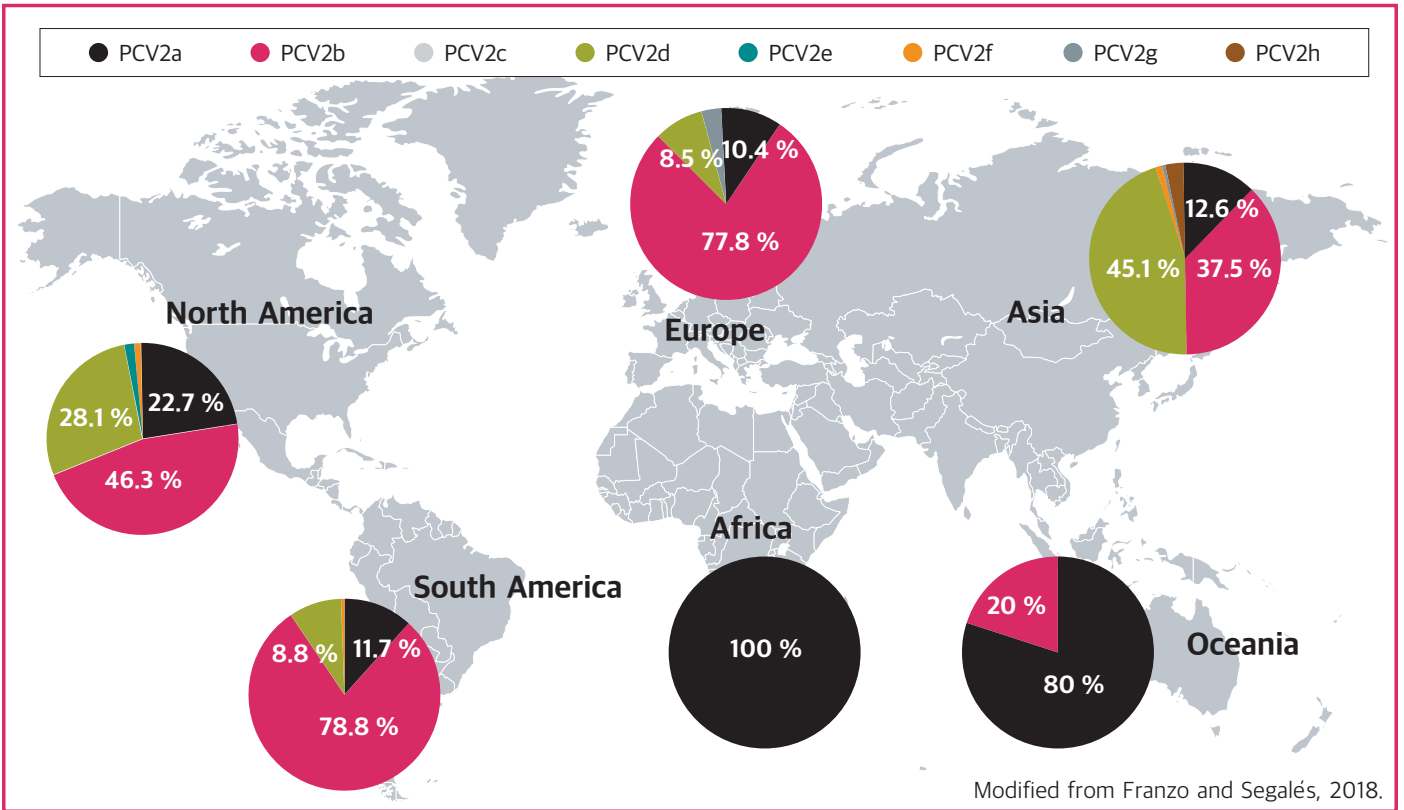 PCV2a PCV2b PCV2c PCV2d PCV2e PCV2f PCV2g PCV2h
8.5 % 10.4 %
77.8 %
Europe
12.6 %
45.1 % 37.5 %
Asia
North America
28.1 % 22.7 %
46.3 %
South America
8.8 % 11.7 %
78.8 %
Africa
100 %
20 %
80 %
Oceania
Modified from Franzo and Segalés, 2018.